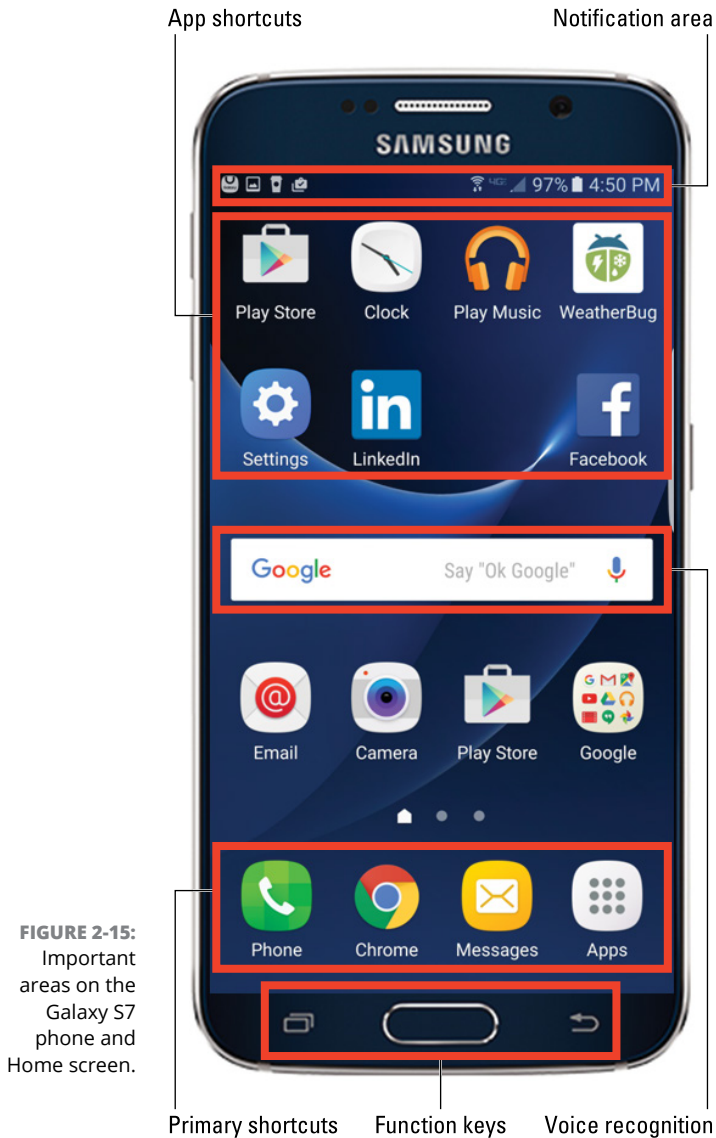 App shortcuts
Notification area
SAMSUNG
4GE 97% 4:50 PM
Play Store Clock Play Music WeatherBug
in f
Settings LinkedIn Facebook
Google Say "Ok Google"
@ G M
Email Camera Play Store Google
Phone Chrome Messages Apps
FIGURE 2-15:
Important
areas on the
Galaxy S7
phone and
Home screen.
Primary shortcuts Function keys Voice recognition